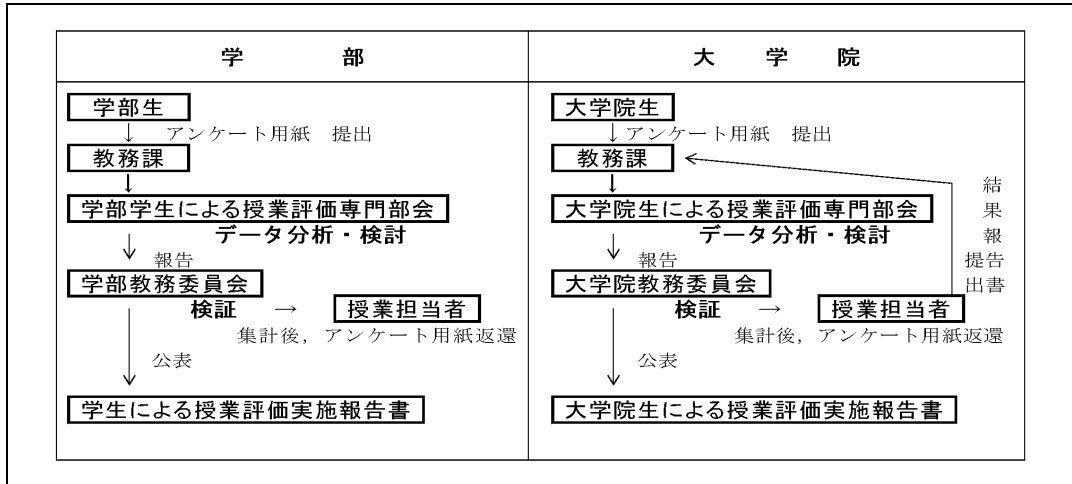 学　　部
学部生
↓ アンケート用紙　提出
教務課
↓
学部学生による授業評価専門部会
データ分析・検討
↓ 報告
学部教務委員会
検証 → 授業担当者
集計後，アンケート用紙返還
↓ 公表
学生による授業評価実施報告書
大　学　院
大学院生
↓アンケート用紙　提出
教務課
↓
大学院生による授業評価専門部会
データ分析・検討
↓ 報告
大学院教務委員会
検証 → 授業担当者
集計後，アンケート用紙返還
↓ 公表
大学院生による授業評価実施報告書
結果報告書
提出